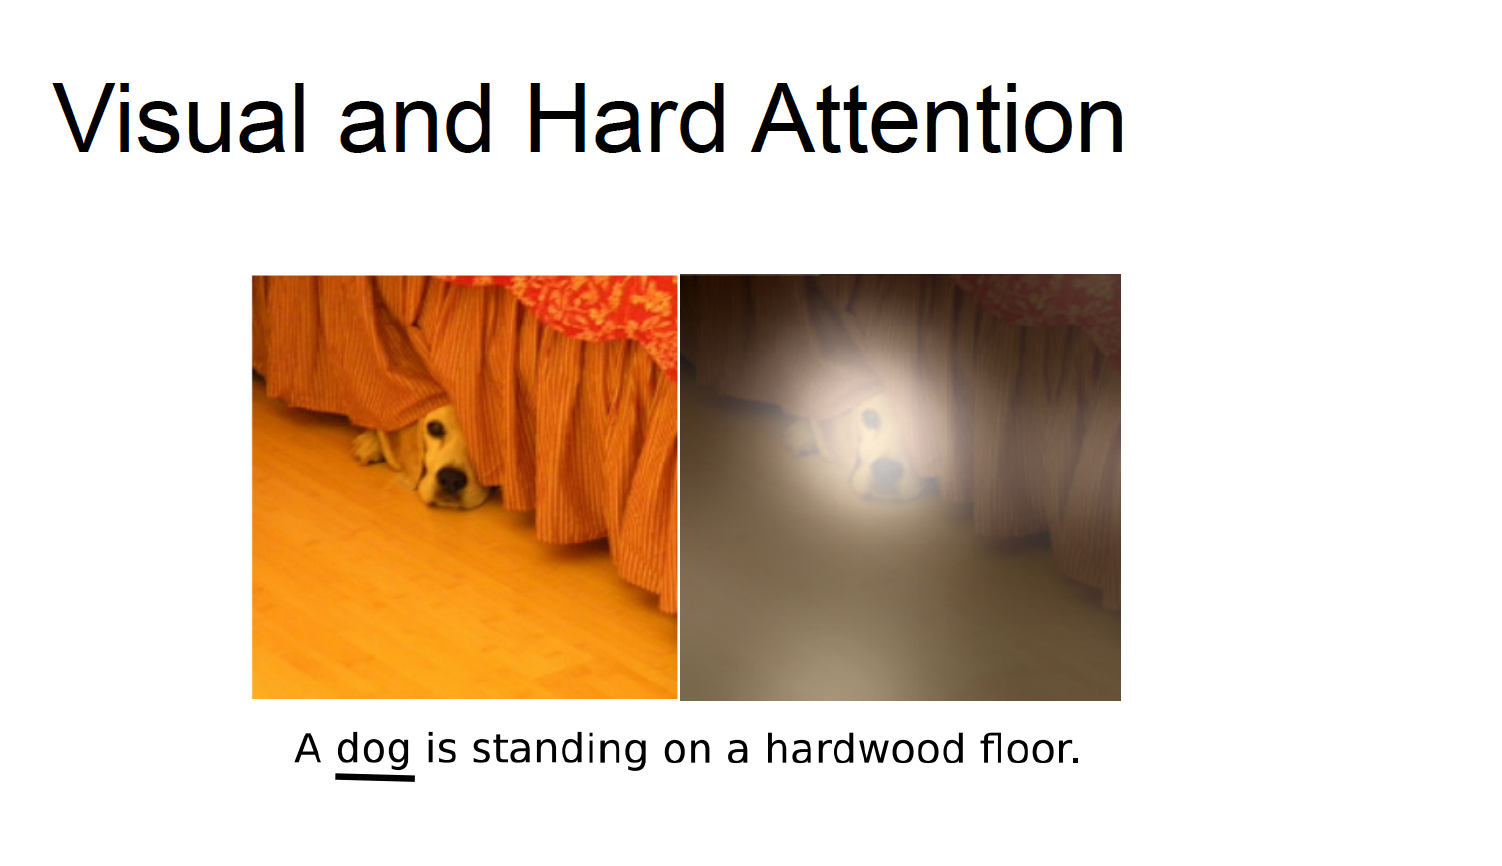 Visual and Hard Attention
A dog is standing on a hardwood floor.